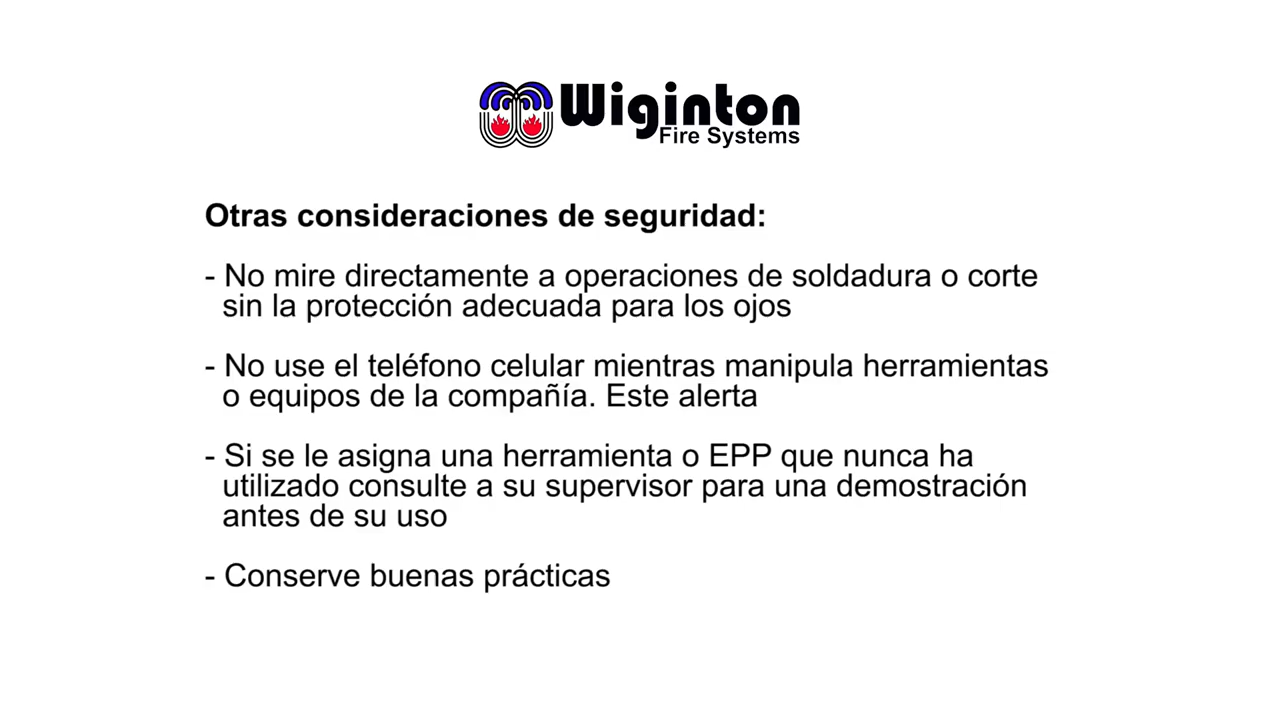 Wiginton
Fire Systems
Otras consideraciones de seguridad:
- No mire directamente a operaciones de soldadura o corte
sin la protección adecuada para los ojos
- No use el teléfono celular mientras manipula herramientas
o equipos de la compañía. Este alerta
- Si se le asigna una herramienta o EPP que nunca ha
utilizado consulte a su supervisor para una demostración
antes de su uso
- Conserve buenas prácticas